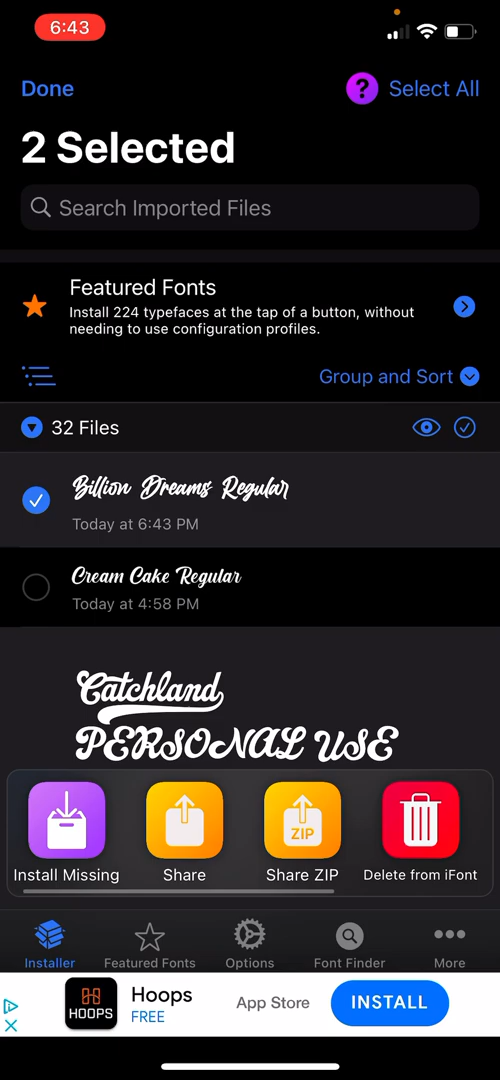 6:43
Done
? Select All
2 Selected
Search Imported Files
Featured Fonts
Install 224 typefaces at the tap of a button, without
needing to use configuration profiles.
Group and Sort
32 Files
Billion Dreams Regular
Today at 6:43 PM
Cream Cake Regular
Today at 4:58 PM
Catchland
PERSONAL USE
ZIP
Install Missing Share Share ZIP Delete from iFont
Installer Featured Fonts Options Font Finder More
HOOPS
Hoops
FREE
App Store
INSTALL